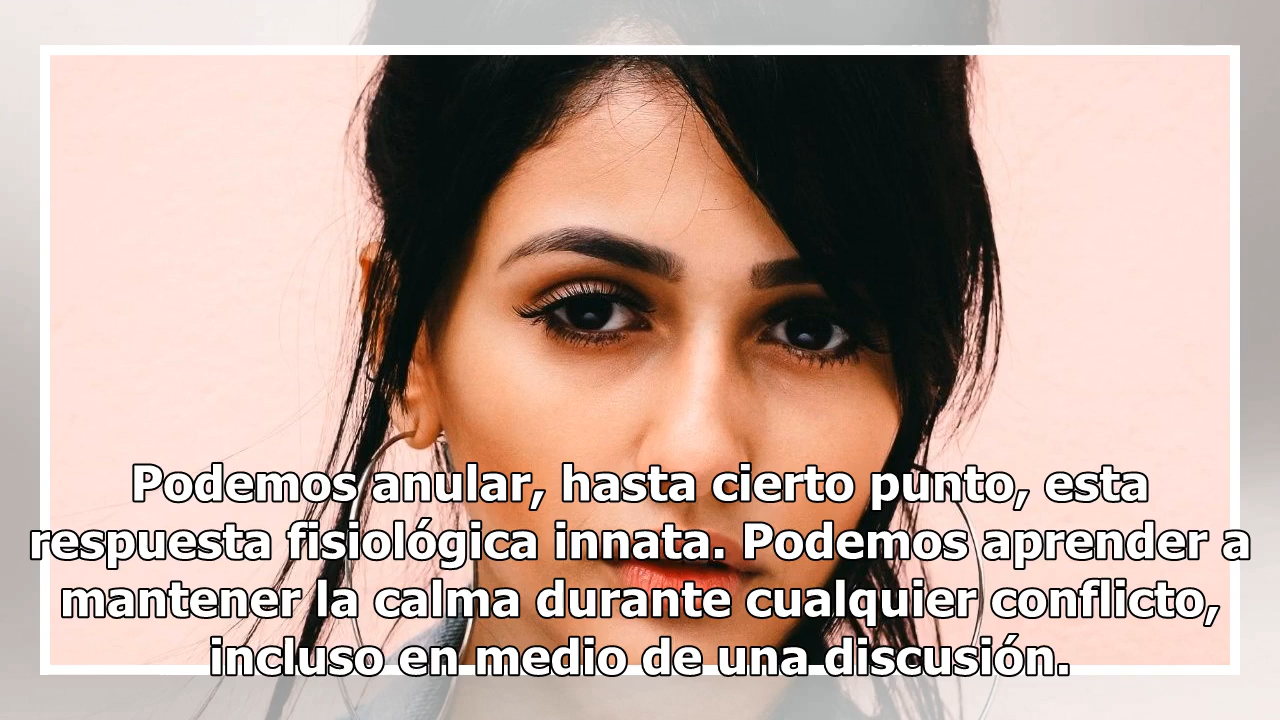 Podemos anular, hasta cierto punto, esta
respuesta fisiológica innata. Podemos aprender a
mantener la calma durante cualquier conflicto,
incluso en medio de una discusión.